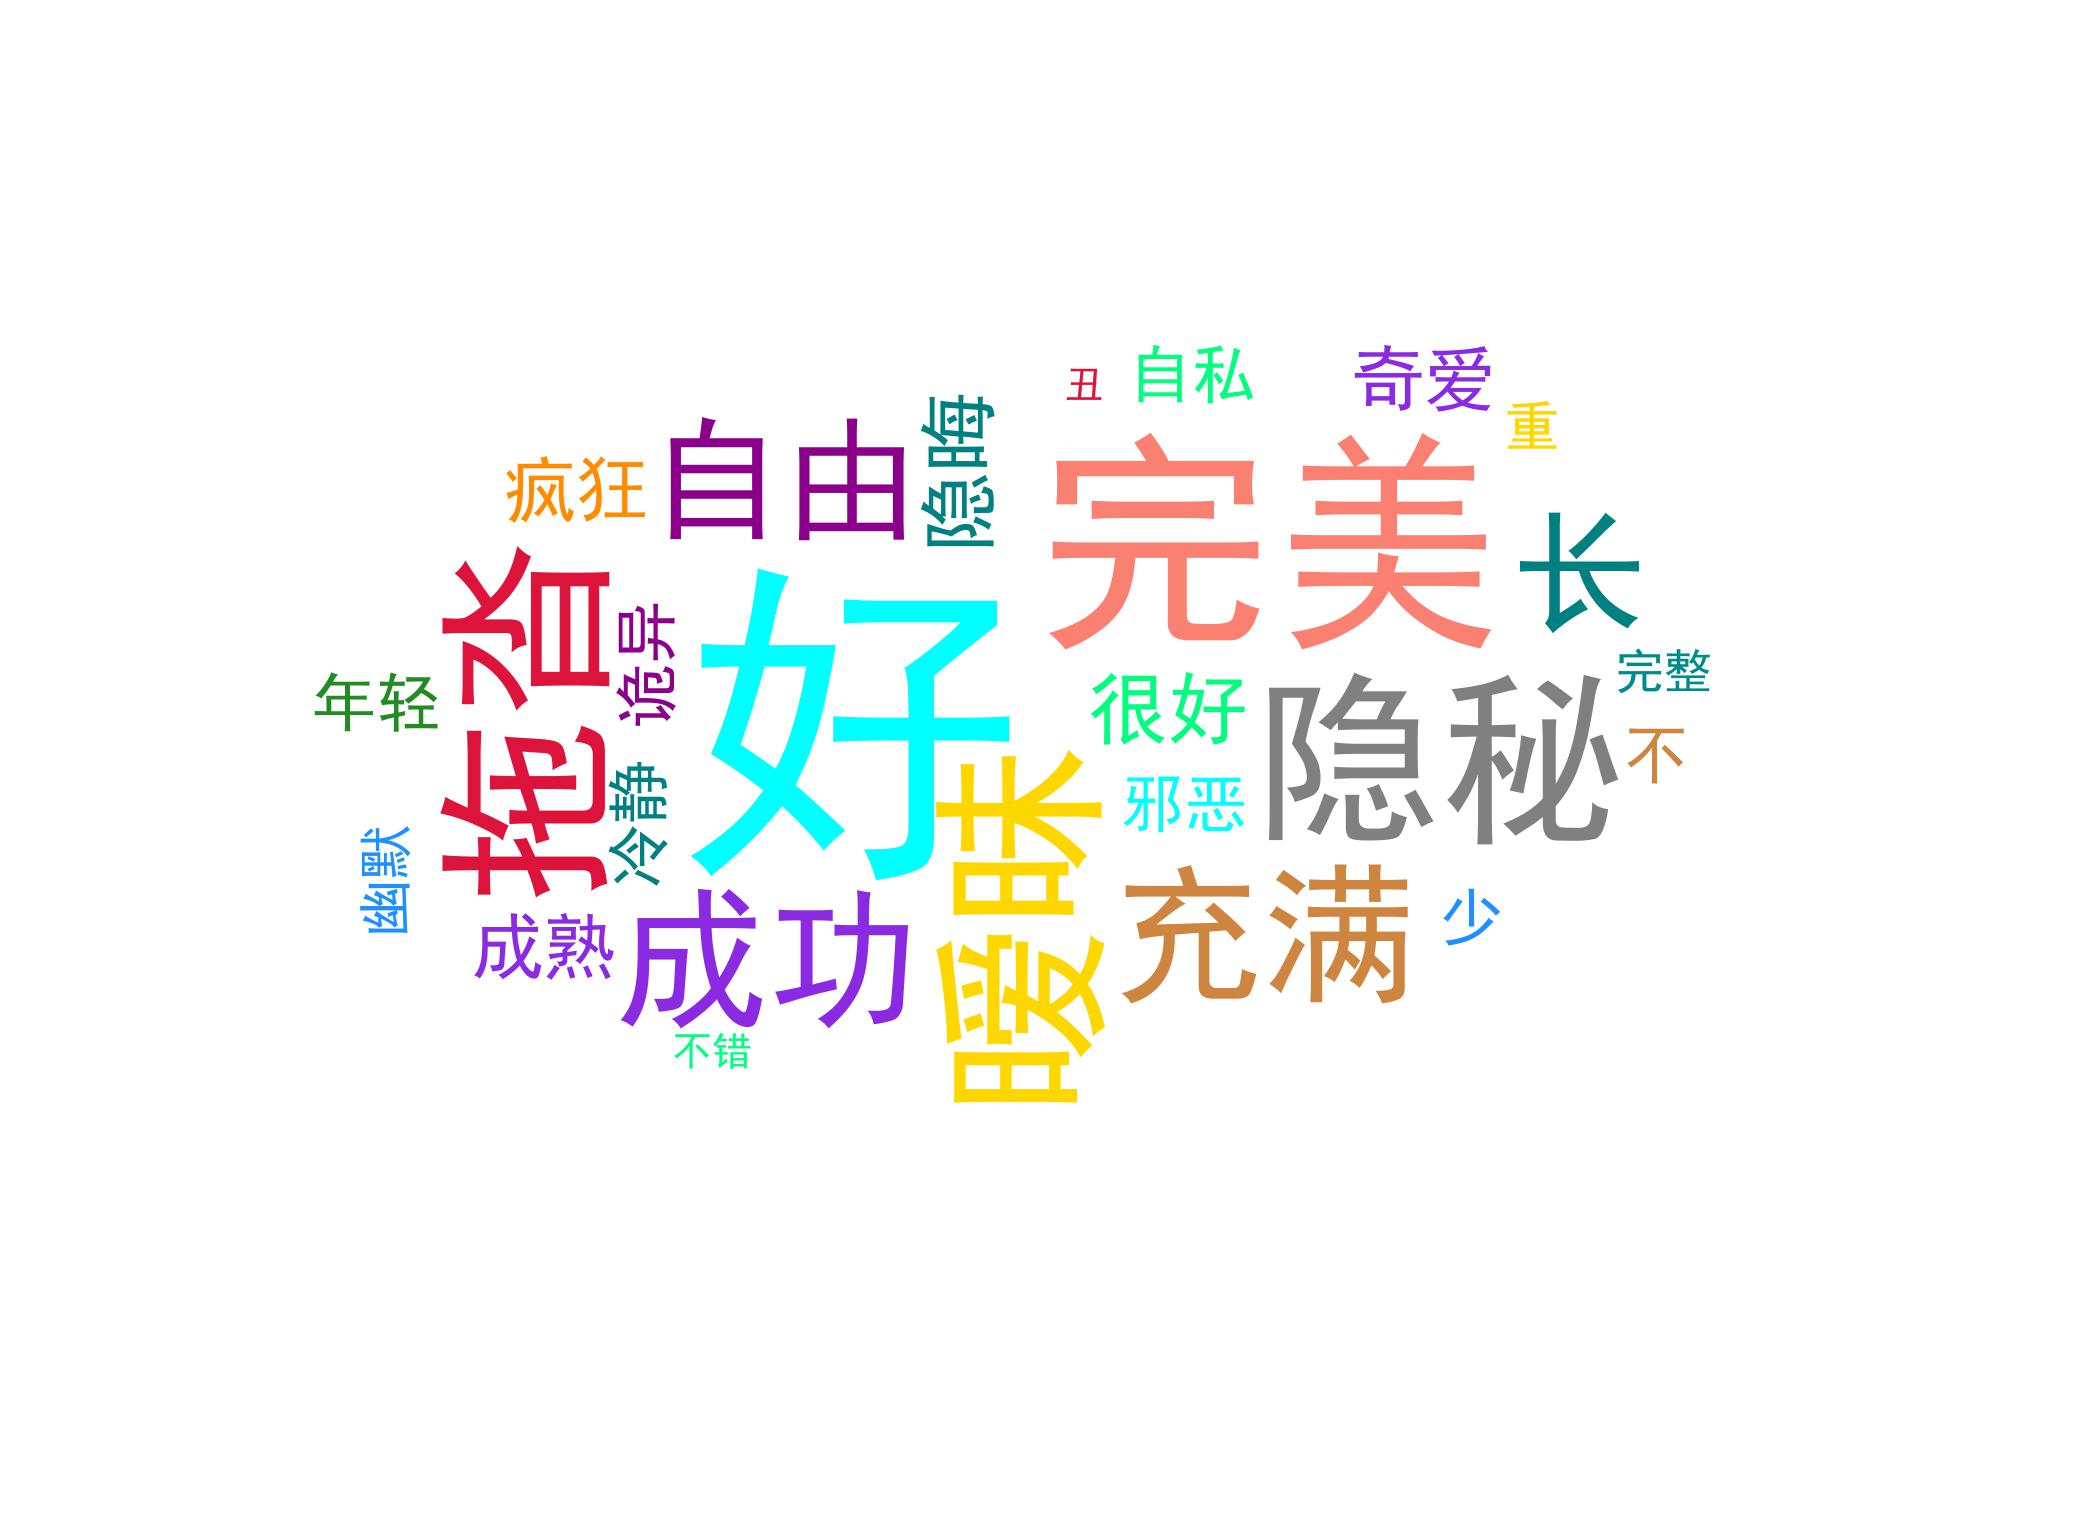 丑
自私
奇爱
重
隐晦
自由
疯狂
完美
长
拖沓
诡异
好
年轻
很好
隐秘
完整
不
冷静
邪恶
暧昧
幽默
成熟
成功
充满
少
不错